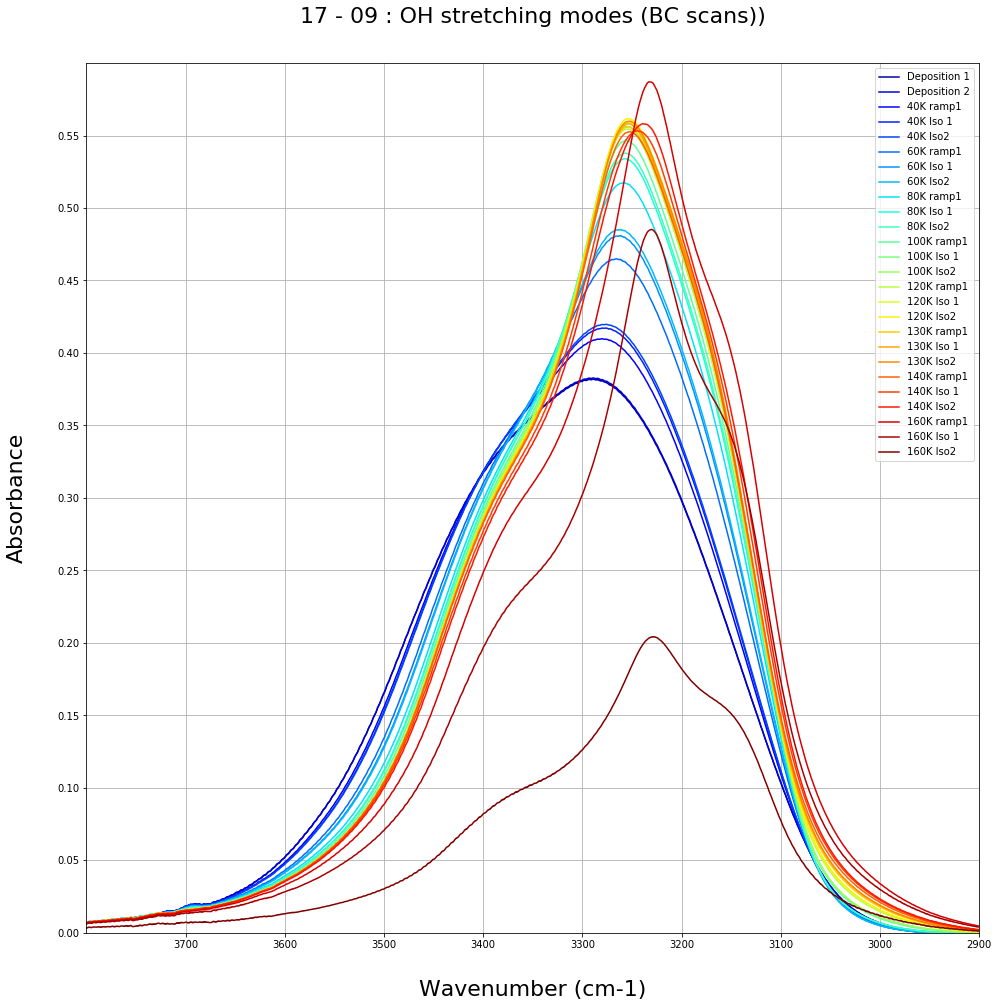 17 - 09 : OH stretching modes (BC scans))
Absorbance
0.55
0.50
0.45
0.40
0.35
0.30
0.25
0.20
0.15
0.10
0.05
0.00
Deposition 1
Deposition 2
40K ramp1
40K Iso 1
40K Iso2
60K ramp1
60K Iso 1
60K Iso2
80K ramp1
80K Iso 1
80K Iso2
100K ramp1
100K Iso 1
100K Iso2
120K ramp1
120K Iso 1
120K Iso2
130K ramp1
130K Iso 1
130K Iso2
140K ramp1
140K Iso 1
140K Iso2
160K ramp1
160K Iso 1
160K Iso2
3700 3600 3500 3400 3300 3200 3100 3000 2900
Wavenumber (cm-1)